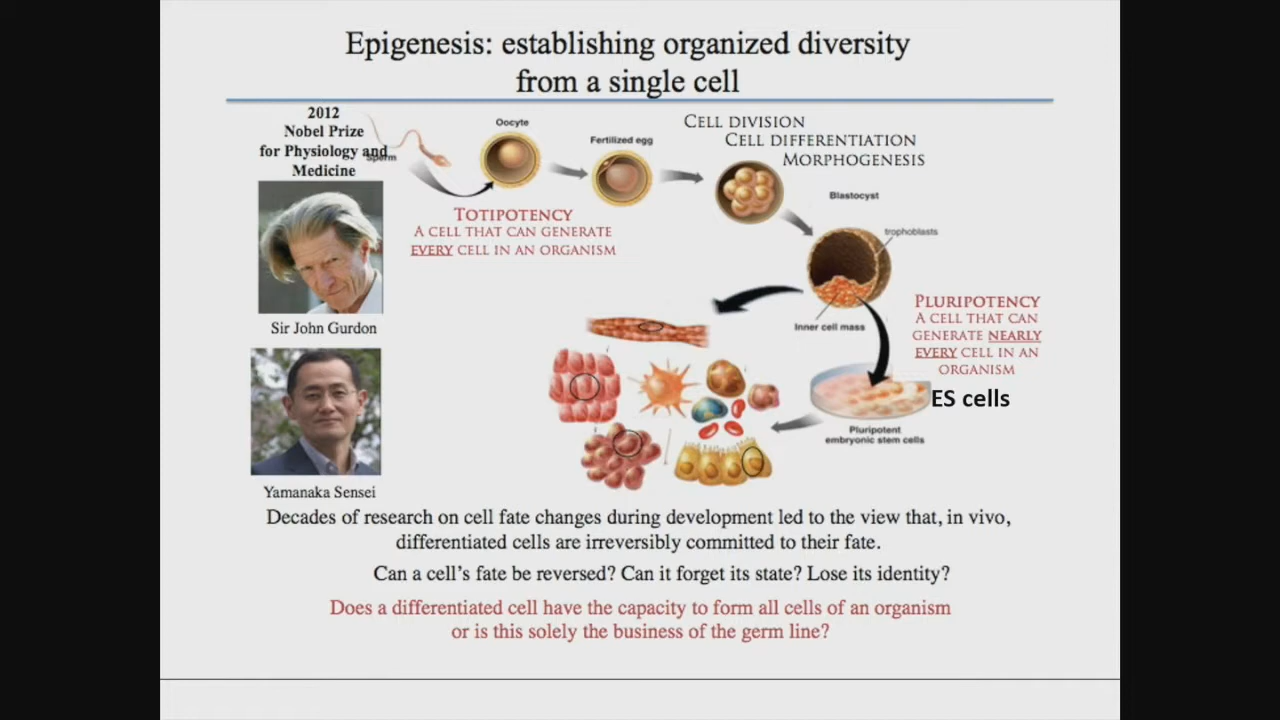 Epigenesis: establishing organized diversity
from a single cell
2012
Nobel Prize
for Physiology and
Medicine
Sperm
Oocyte
Fertilized egg
CELL DIVISION
CELL DIFFERENTIATION
MORPHOGENESIS
Blastocyst
trophoblasts
TOTIPOTENCY
A CELL THAT CAN GENERATE
EVERY CELL IN AN ORGANISM
Sir John Gurdon
Inner cell mass
PLURIPOTENCY
A CELL THAT CAN
GENERATE NEARLY
EVERY CELL IN AN
ORGANISM
ES cells
Pluripotent
embryonic stem cells
Yamanaka Sensei
Decades of research on cell fate changes during development led to the view that, in vivo,
differentiated cells are irreversibly committed to their fate.
Can a cell's fate be reversed? Can it forget its state? Lose its identity?
Does a differentiated cell have the capacity to form all cells of an organism
or is this solely the business of the germ line?